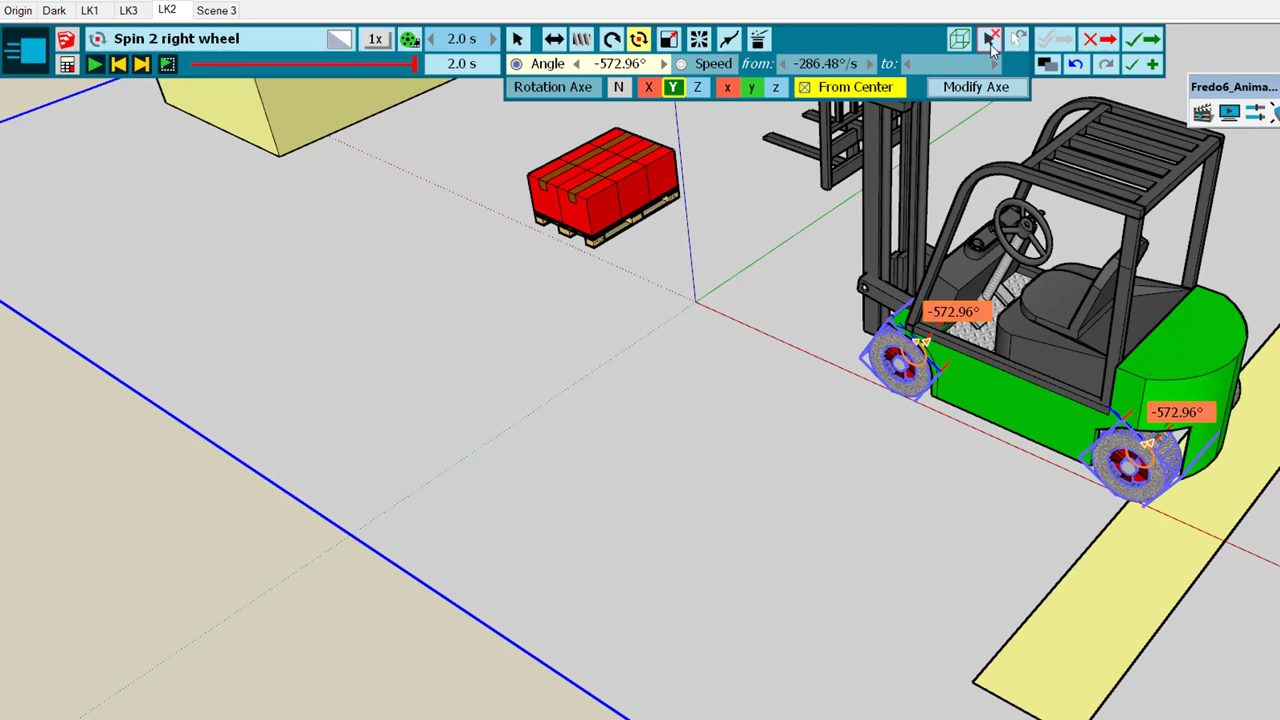 Origin Dark LK1 LK3 LK2 Scene 3
Spin 2 right wheel 1x 2.0 s
2.0 s Angle -572.96° Speed from: -286.48°/s to:
Rotation Axe N X Y Z x y z From Center Modify Axe
Fredo6_Anima...
-572.96°
-572.96°